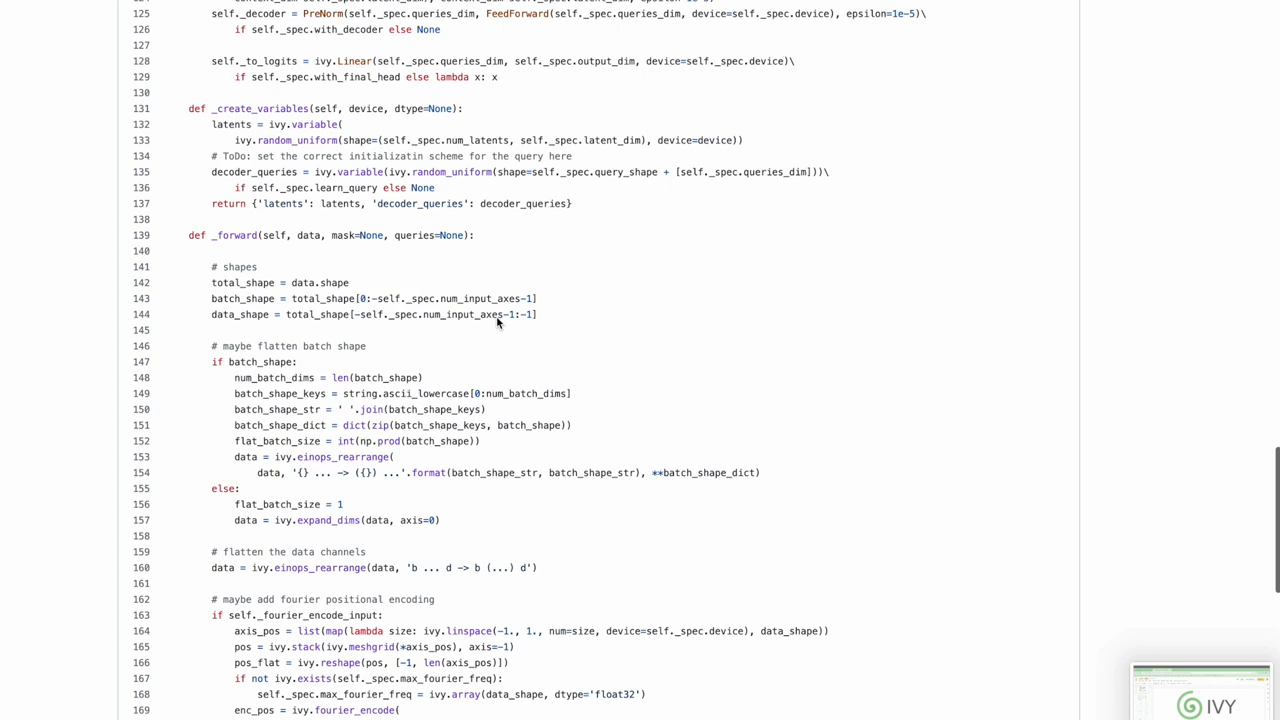 125 self._decoder = PreNorm(self._spec.queries_dim, FeedForward(self._spec.queries_dim, device=self._spec.device), epsilon=1e-5)\
126 if self._spec.with_decoder else None
127
128 self._to_logits = ivy.Linear(self._spec.queries_dim, self._spec.output_dim, device=self._spec.device)\
129 if self._spec.with_final_head else lambda x: x
130
131 def _create_variables(self, device, dtype=None):
132 latents = ivy.variable(
133 ivy.random_uniform(shape=(self._spec.num_latents, self._spec.latent_dim), device=device))
134 # ToDo: set the correct initializatin scheme for the query here
135 decoder_queries = ivy.variable(ivy.random_uniform(shape=self._spec.query_shape + [self._spec.queries_dim]))\
136 if self._spec.learn_query else None
137 return {'latents': latents, 'decoder_queries': decoder_queries}
138
139 def _forward(self, data, mask=None, queries=None):
140
141 # shapes
142 total_shape = data.shape
143 batch_shape = total_shape[0:-self._spec.num_input_axes-1]
144 data_shape = total_shape[-self._spec.num_input_axes-1:-1]
145
146 # maybe flatten batch shape
147 if batch_shape:
148 num_batch_dims = len(batch_shape)
149 batch_shape_keys = string.ascii_lowercase[0:num_batch_dims]
150 batch_shape_str = ' '.join(batch_shape_keys)
151 batch_shape_dict = dict(zip(batch_shape_keys, batch_shape))
152 flat_batch_size = int(np.prod(batch_shape))
153 data = ivy.einops_rearrange(
154 data, '{} ... -> ({}) ...'.format(batch_shape_str, batch_shape_str), **batch_shape_dict)
155 else:
156 flat_batch_size = 1
157 data = ivy.expand_dims(data, axis=0)
158
159 # flatten the data channels
160 data = ivy.einops_rearrange(data, 'b ... d -> b (...) d')
161
162 # maybe add fourier positional encoding
163 if self._fourier_encode_input:
164 axis_pos = list(map(lambda size: ivy.linspace(-1., 1., num=size, device=self._spec.device), data_shape))
165 pos = ivy.stack(ivy.meshgrid(*axis_pos), axis=-1)
166 pos_flat = ivy.reshape(pos, [-1, len(axis_pos)])
167 if not ivy.exists(self._spec.max_fourier_freq):
168 self._spec.max_fourier_freq = ivy.array(data_shape, dtype='float32')
169 enc_pos = ivy.fourier_encode(
IVY